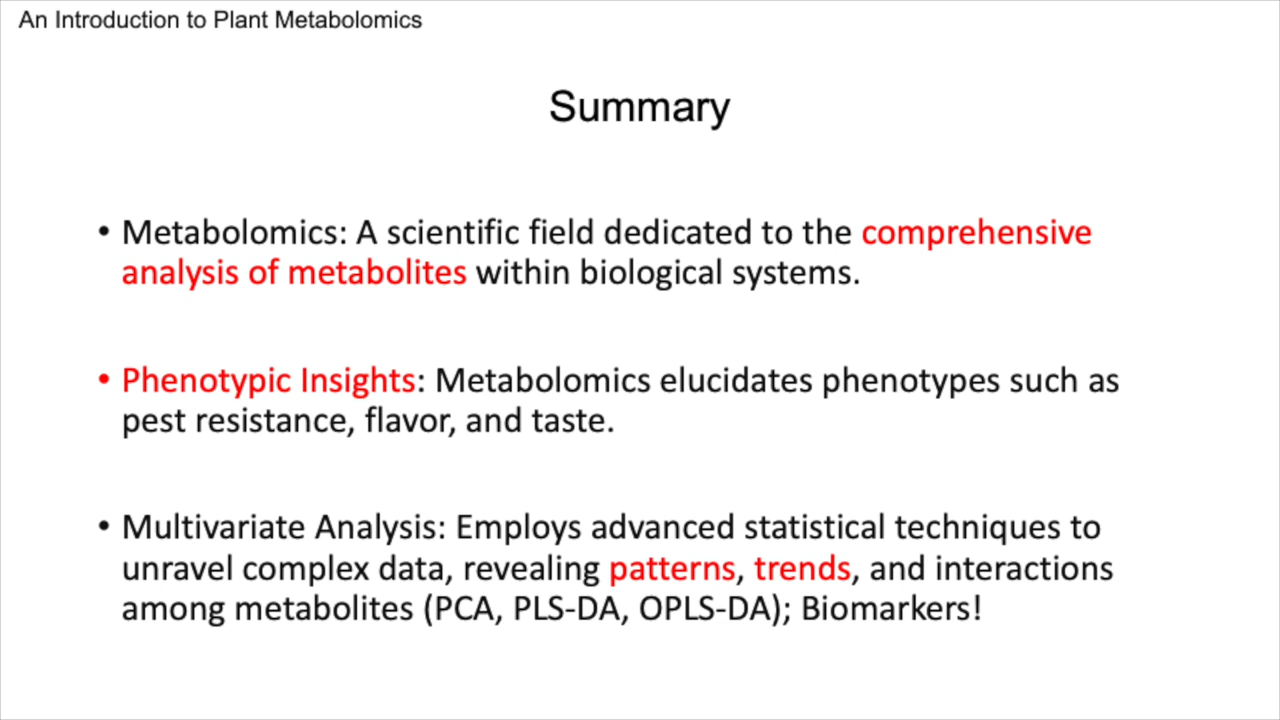 An Introduction to Plant Metabolomics
Summary
• Metabolomics: A scientific field dedicated to the comprehensive
analysis of metabolites within biological systems.
• Phenotypic Insights: Metabolomics elucidates phenotypes such as
pest resistance, flavor, and taste.
• Multivariate Analysis: Employs advanced statistical techniques to
unravel complex data, revealing patterns, trends, and interactions
among metabolites (PCA, PLS-DA, OPLS-DA); Biomarkers!